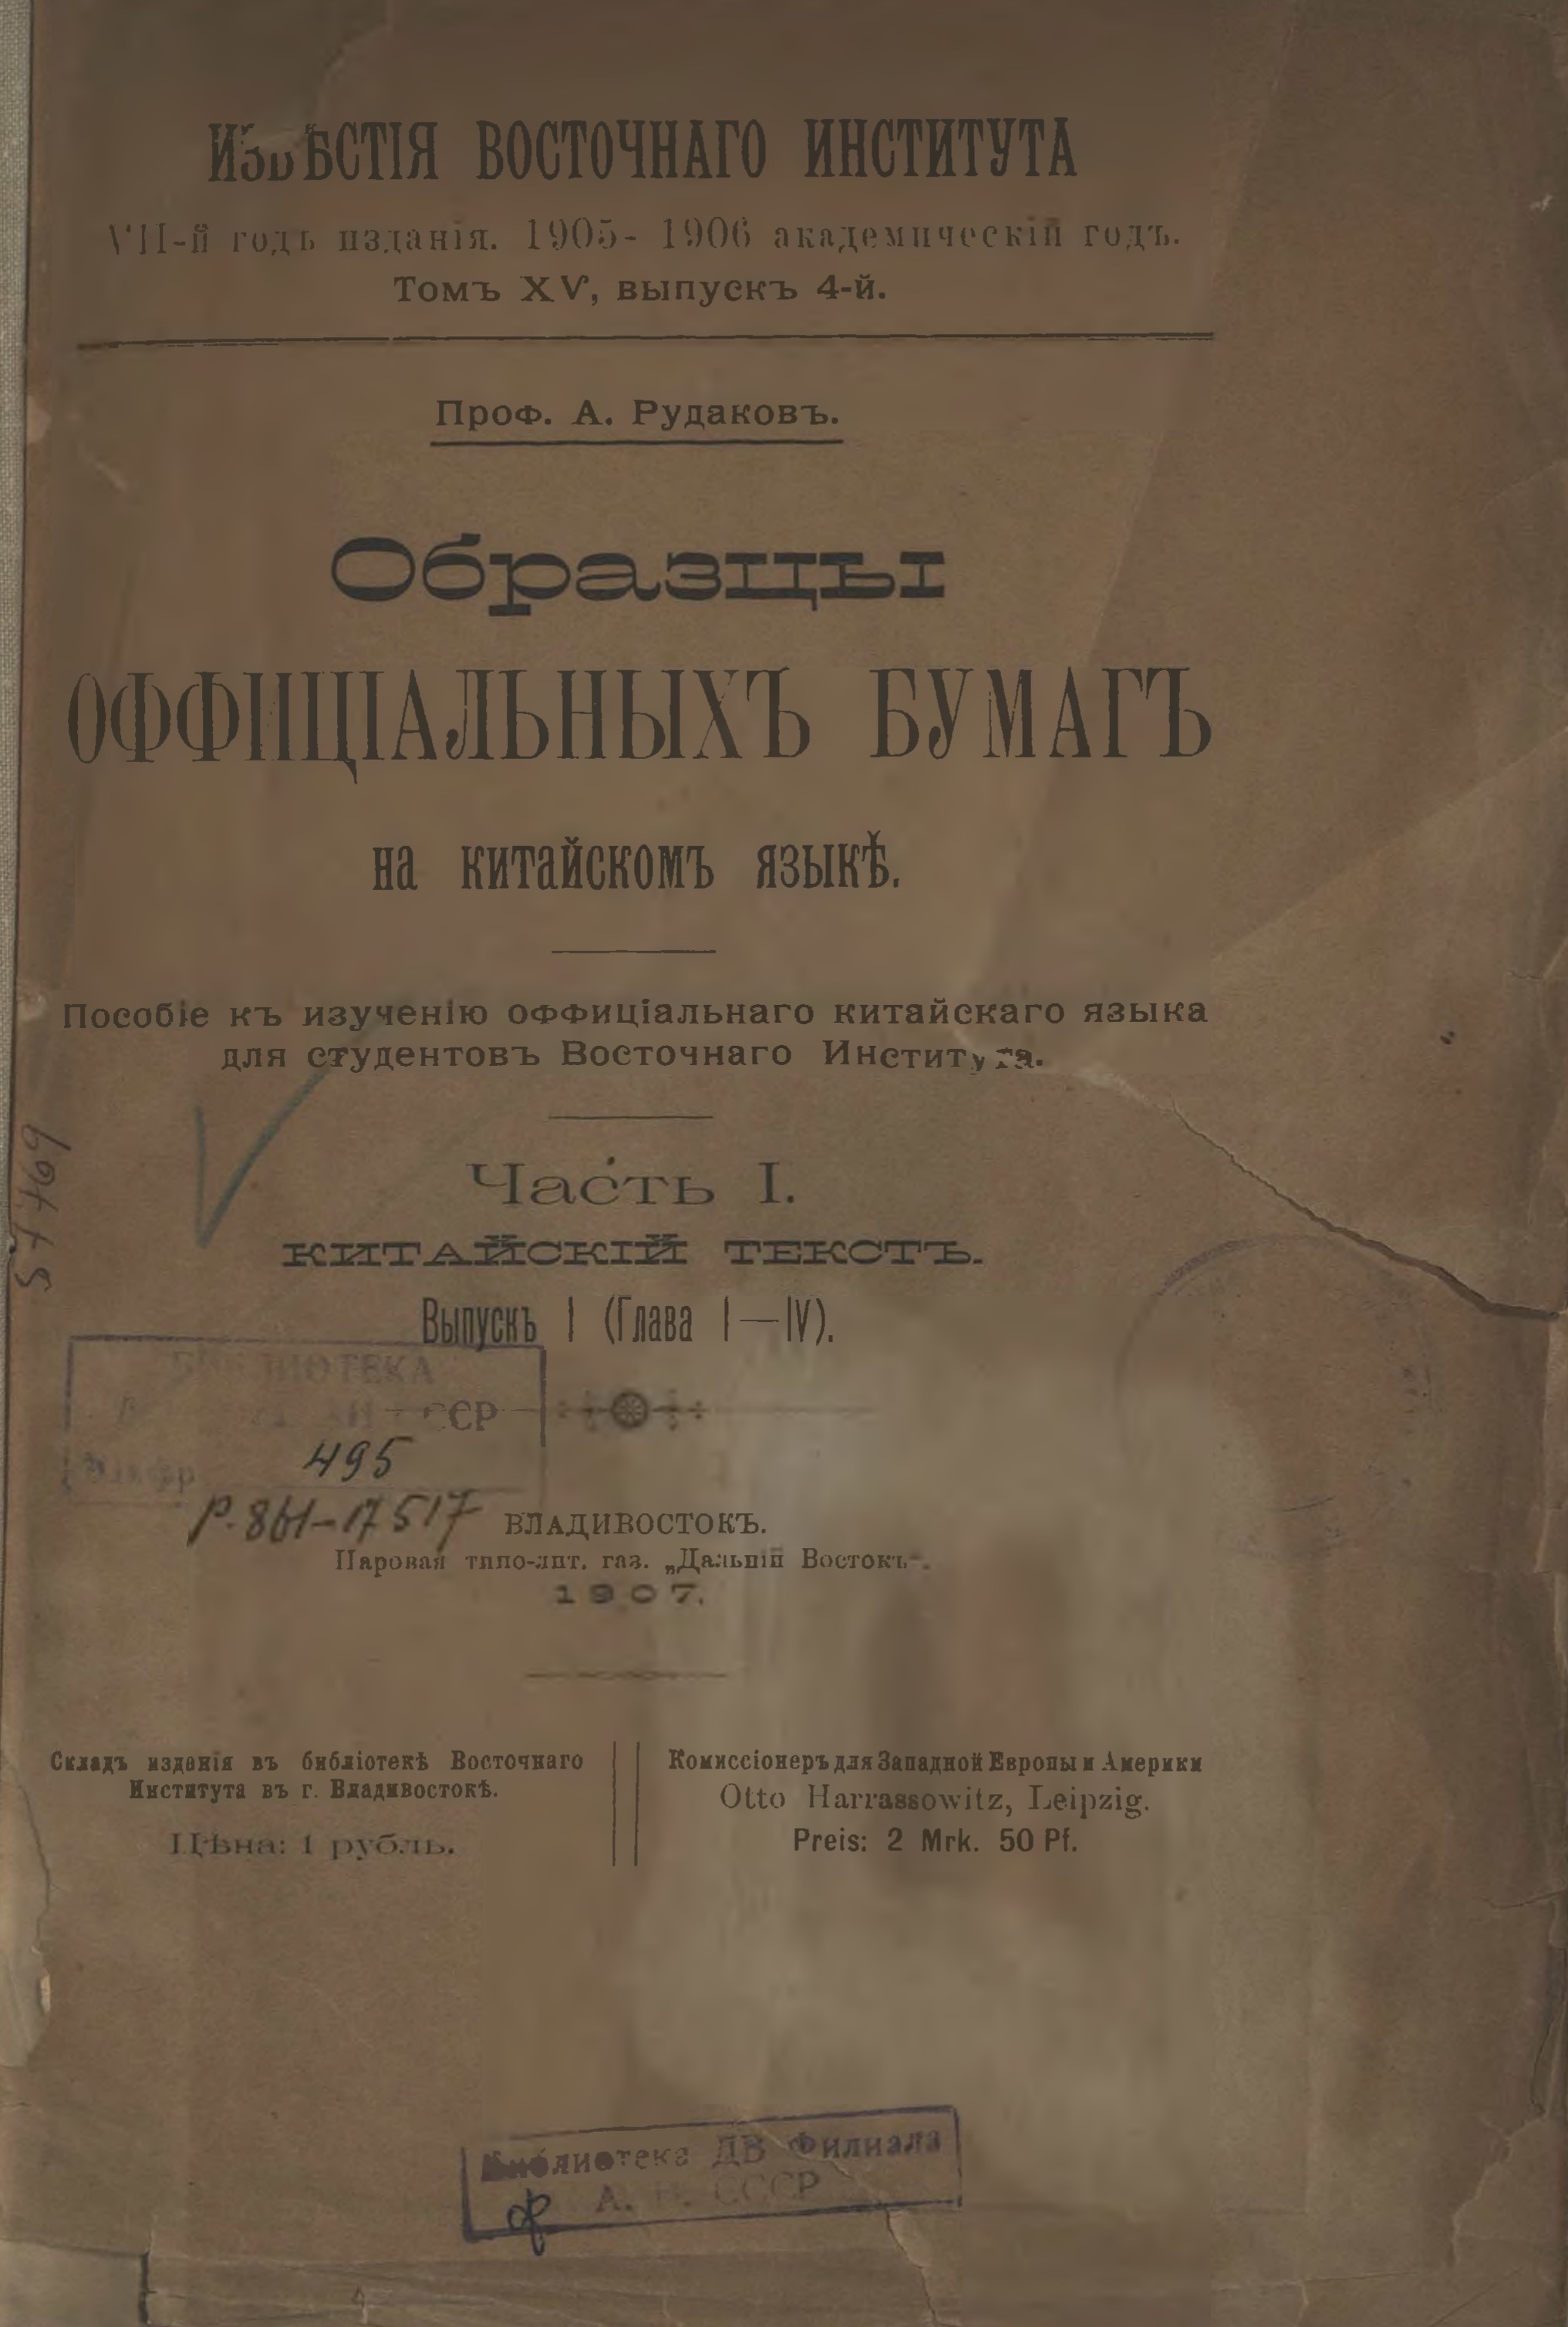 ИЗВѢСТІЯ ВОСТОЧНАГО ИНСТИТУТА
VII-й годъ изданія. 1905- 1906 академическій годъ.
Томъ XV, выпускъ 4-й.
Проф. А. Рудаковъ.
Образцы
ОФФИЦІАЛЬНЫХЪ БУМАГЪ
на китайскомъ языкѣ.
Пособіе къ изученію оффиціальнаго китайскаго языка
для студентовъ Восточнаго Института.
Часть I.
КИТАЙСКІЙ ТЕКСТЪ.
Выпускъ I (Глава I—IV).
БИБЛИОТЕКА
СССР
495
Р.861-17517
ВЛАДИВОСТОКЪ.
Паровая типо-лит. газ. „Дальній Востокъ".
1907.
Складъ изданія въ библіотекѣ Восточнаго
Института въ г. Владивостокѣ.
Цѣна: 1 рубль.
Комиссіонеръ для Западной Европы и Америки
Otto Harrassowitz, Leipzig.
Preis: 2 Mrk. 50 Pf.
Библиотека ДВ Филиала
А. Н. СССР